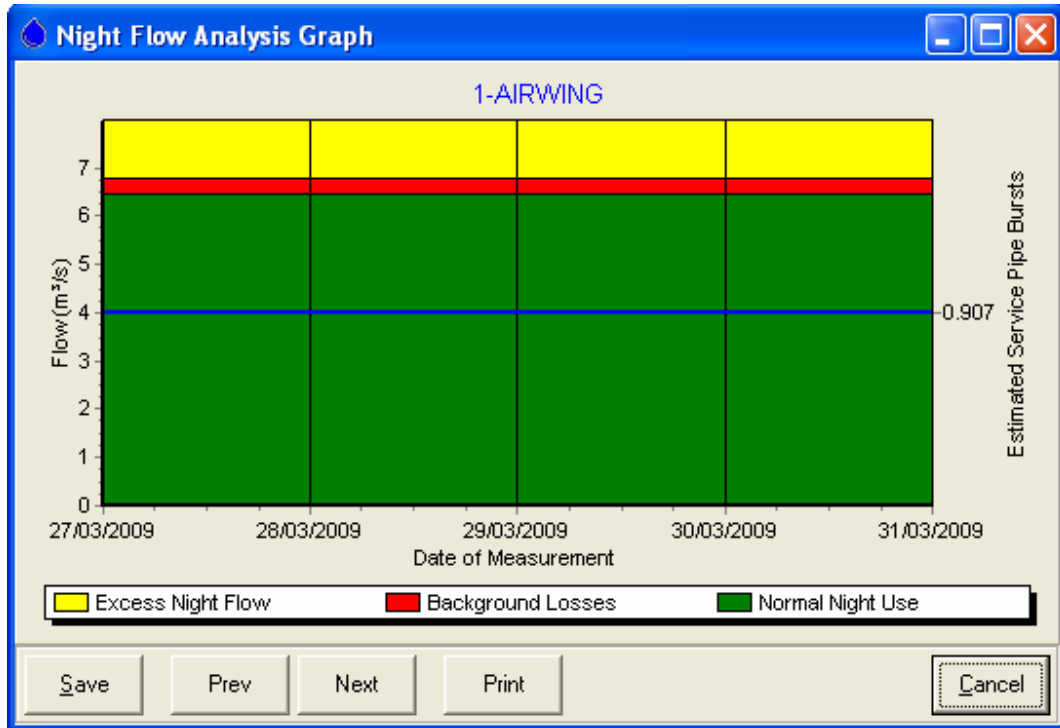 Night Flow Analysis Graph
1-AIRWING
Flow (m³/s)
7
6
5
4
3
2
1
0
0.907
Estimated Service Pipe Bursts
27/03/2009 28/03/2009 29/03/2009 30/03/2009 31/03/2009
Date of Measurement
Excess Night Flow Background Losses Normal Night Use
Save Prev Next Print Cancel